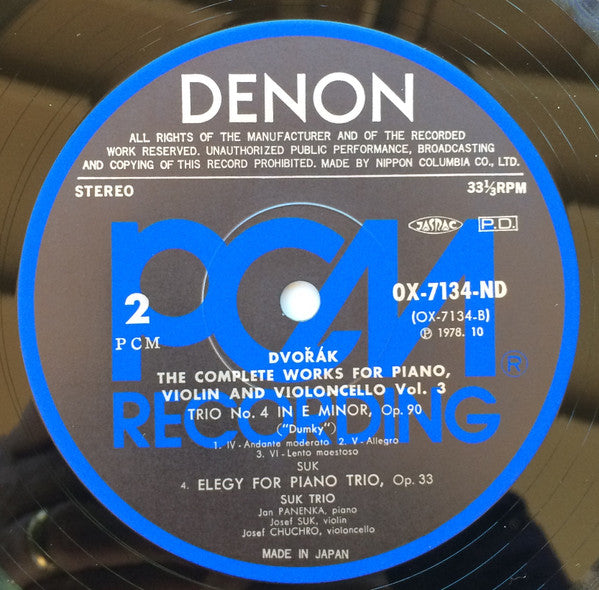 DENON
ALL RIGHTS OF THE MANUFACTURER AND OF THE RECORDED
WORK RESERVED. UNAUTHORIZED PUBLIC PERFORMANCE, BROADCASTING
AND COPYING OF THIS RECORD PROHIBITED. MADE BY NIPPON COLUMBIA CO., LTD.
STEREO 33⅓RPM
JASRAC P.D.
PCM
RECORDING ®
2
PCM
OX-7134-ND
(OX-7134-B)
Ⓟ 1978. 10
DVOŘÁK
THE COMPLETE WORKS FOR PIANO,
VIOLIN AND VIOLONCELLO Vol. 3
TRIO No. 4 IN E MINOR, Op. 90
("Dumky")
1. IV - Andante moderato 2. V - Allegro
3. VI - Lento maestoso
SUK
4. ELEGY FOR PIANO TRIO, Op. 33
SUK TRIO
Jan PANENKA, piano
Josef SUK, violin
Josef CHUCHRO, violoncello
MADE IN JAPAN